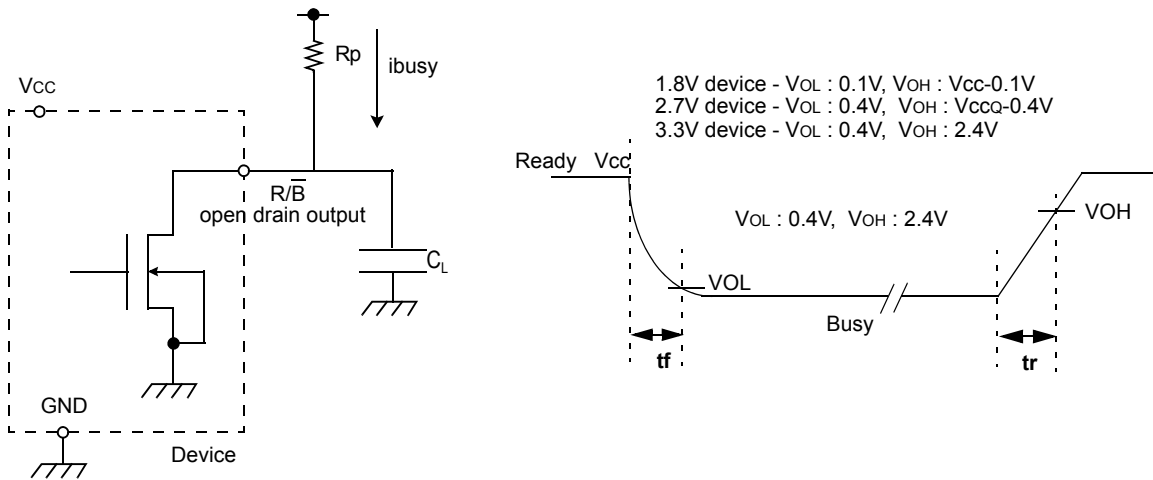 Rp
ibusy
VCC
R/B̅
open drain output
CL
GND
Device
1.8V device - VOL : 0.1V, VOH : Vcc-0.1V
2.7V device - VOL : 0.4V, VOH : VccQ-0.4V
3.3V device - VOL : 0.4V, VOH : 2.4V
Ready Vcc
VOL : 0.4V, VOH : 2.4V
VOH
VOL
Busy
tf
tr